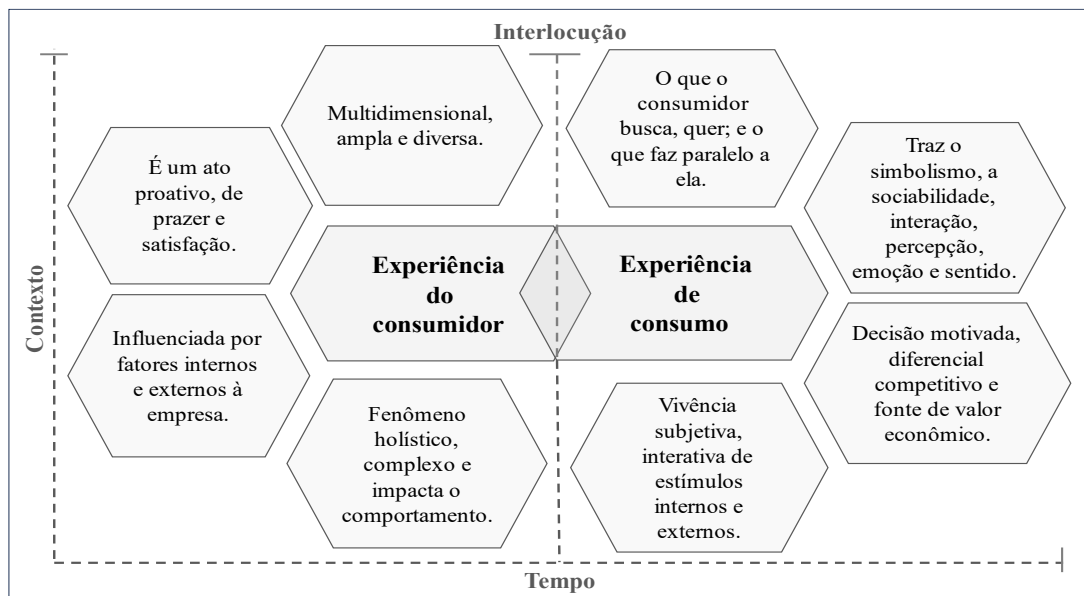 Interlocução
Multidimensional,
ampla e diversa.
O que o
consumidor
busca, quer; e o
que faz paralelo a
ela.
É um ato
proativo, de
prazer e
satisfação.
Traz o
simbolismo, a
sociabilidade,
interação,
percepção,
emoção e sentido.
Contexto
Experiência
do
consumidor
Experiência
de
consumo
Influenciada por
fatores internos
e externos à
empresa.
Decisão motivada,
diferencial
competitivo e
fonte de valor
econômico.
Fenômeno
holístico,
complexo e
impacta o
comportamento.
Vivência
subjetiva,
interativa de
estímulos
internos e
externos.
Tempo